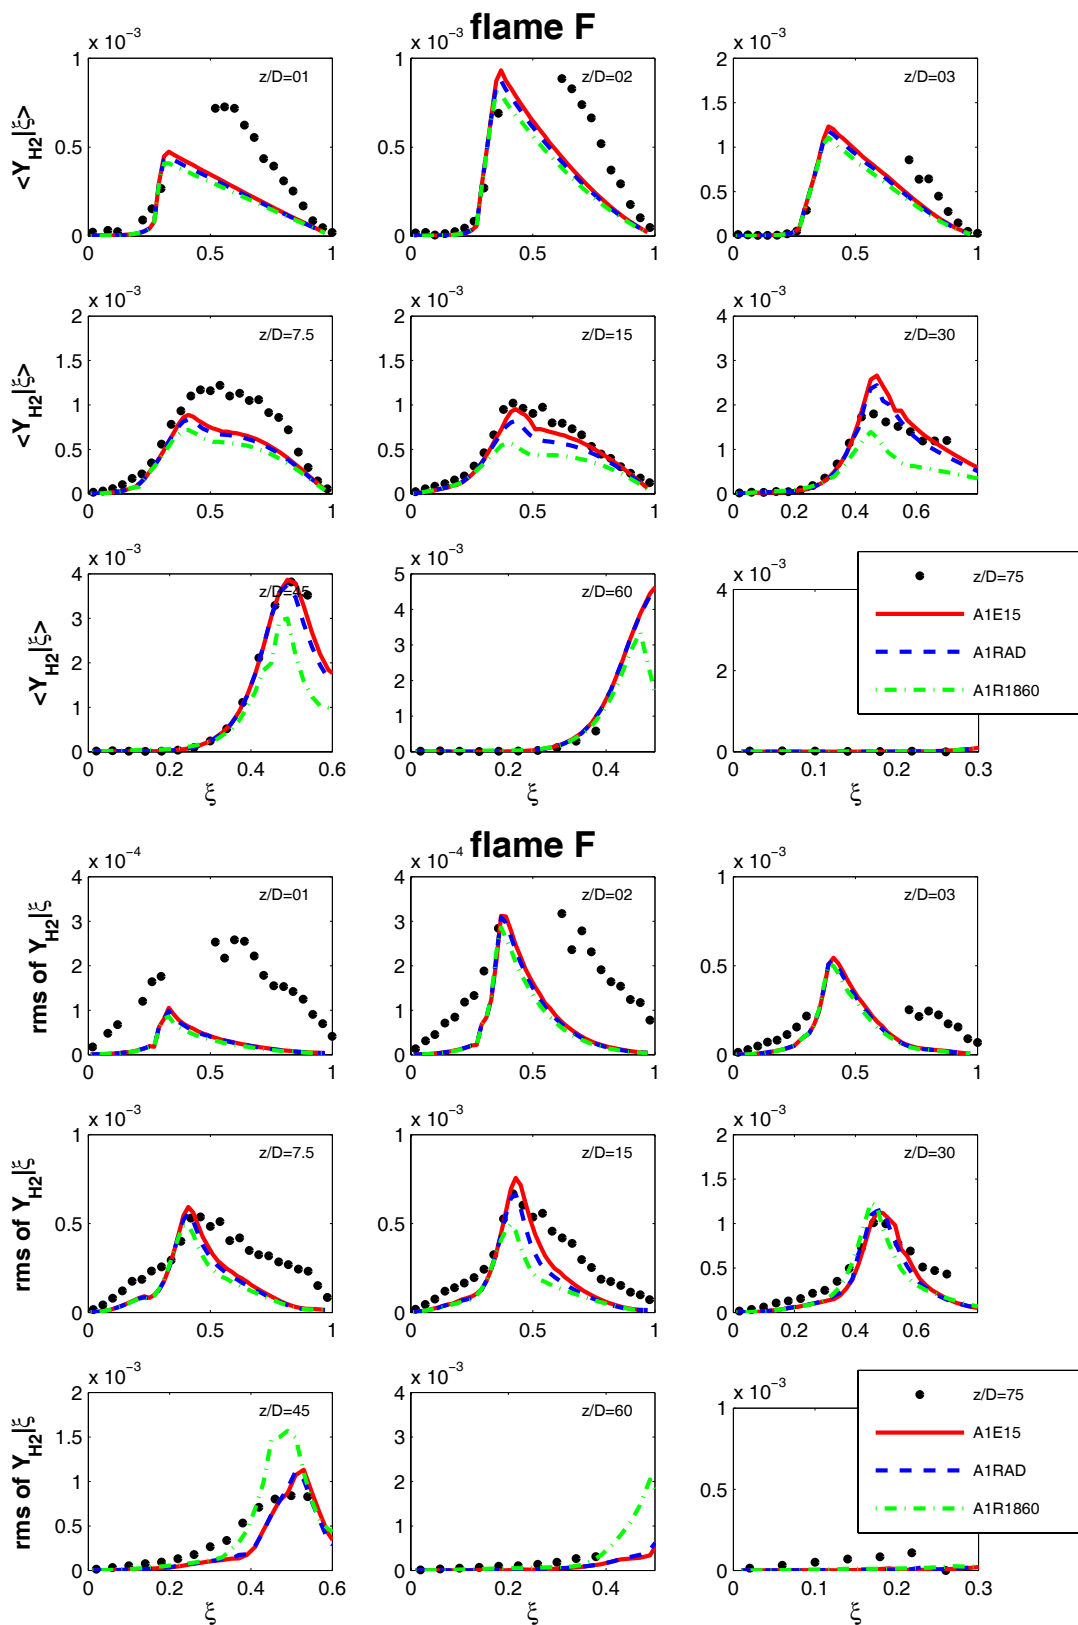 flame F
x 10⁻³ x 10⁻³ x 10⁻³
<Y_H2|ξ>
z/D=01 z/D=02 z/D=03
1 1 2
1.5
0.5 0.5 1
0.5
0 0 0
0 0.5 1 0 0.5 1 0 0.5 1
x 10⁻³ x 10⁻³ x 10⁻³
<Y_H2|ξ>
z/D=7.5 z/D=15 z/D=30
2 2 4
1.5 1.5 3
1 1 2
0.5 0.5 1
0 0 0
0 0.5 1 0 0.5 1 0 0.2 0.4 0.6
x 10⁻³ x 10⁻³ x 10⁻³
<Y_H2|ξ>
z/D=45 z/D=60 z/D=75
A1E15
A1RAD
A1R1860
4 5 4
3 4 3
2 3 2
1 2 1
0 1 0
0
0 0.2 0.4 0.6 0 0.1 0.2 0.3 0.4 0 0.1 0.2 0.3
ξ ξ ξ
flame F
x 10⁻⁴ x 10⁻⁴ x 10⁻³
rms of Y_H2|ξ
z/D=01 z/D=02 z/D=03
4 4 1
3 3
2 2 0.5
1 1
0 0 0
0 0.5 1 0 0.5 1 0 0.5 1
x 10⁻³ x 10⁻³ x 10⁻³
rms of Y_H2|ξ
z/D=7.5 z/D=15 z/D=30
1 1 2
1.5
0.5 0.5 1
0.5
0 0 0
0 0.5 1 0 0.5 1 0 0.2 0.4 0.6
x 10⁻³ x 10⁻³ x 10⁻³
rms of Y_H2|ξ
z/D=45 z/D=60 z/D=75
A1E15
A1RAD
A1R1860
2 4 1
1.5 3
1 2 0.5
0.5 1
0 0 0
0 0.2 0.4 0.6 0 0.1 0.2 0.3 0.4 0 0.1 0.2 0.3
ξ ξ ξ